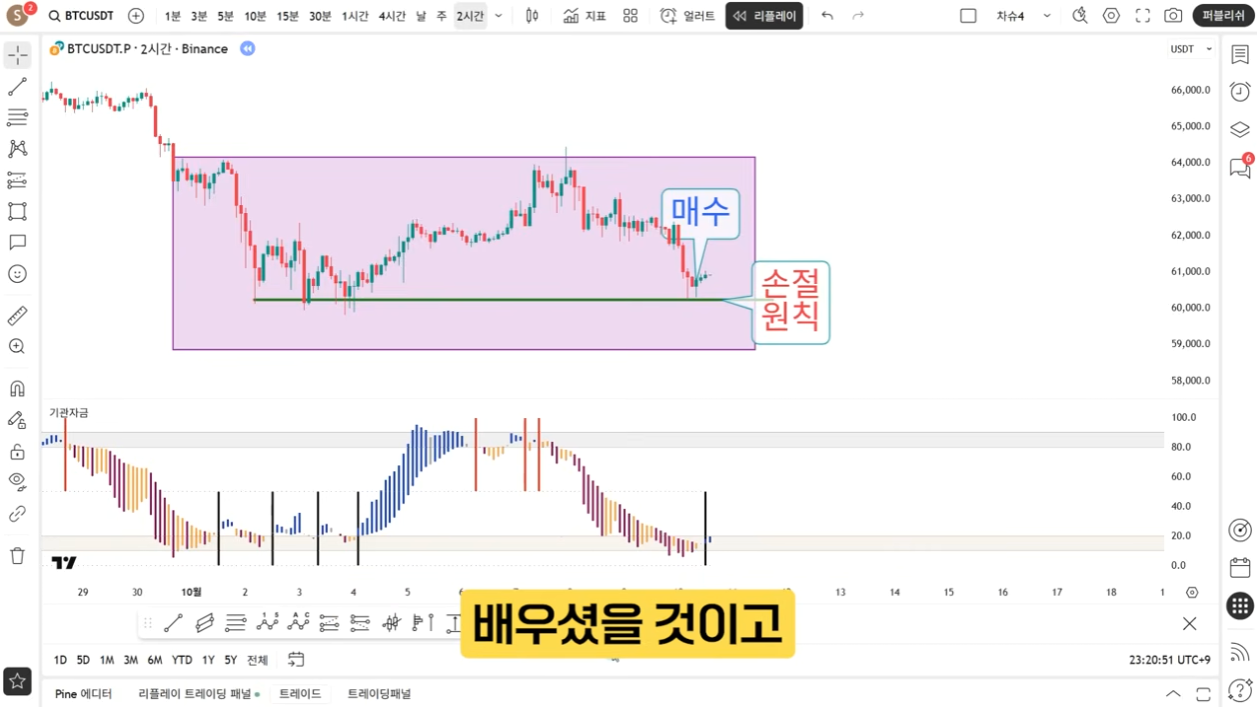 S 2 BTCUSDT 1분 3분 5분 10분 15분 30분 1시간 4시간 날 주 2시간 지표 얼러트 리플레이 차슈4 퍼블리쉬
BTCUSDT.P · 2시간 · Binance
USDT
66,000.0
65,000.0
64,000.0
63,000.0
62,000.0
61,000.0
60,000.0
59,000.0
58,000.0
6
매수
손절
원칙
기관자금
100.0
80.0
60.0
40.0
20.0
0.0
29 30 10월 2 3 4 5 13 14 15 16 17 18
배우셨을 것이고
1D 5D 1M 3M 6M YTD 1Y 5Y 전체
23:20:51 UTC+9
Pine 에디터 리플레이 트레이딩 패널 트레이드 트레이딩패널